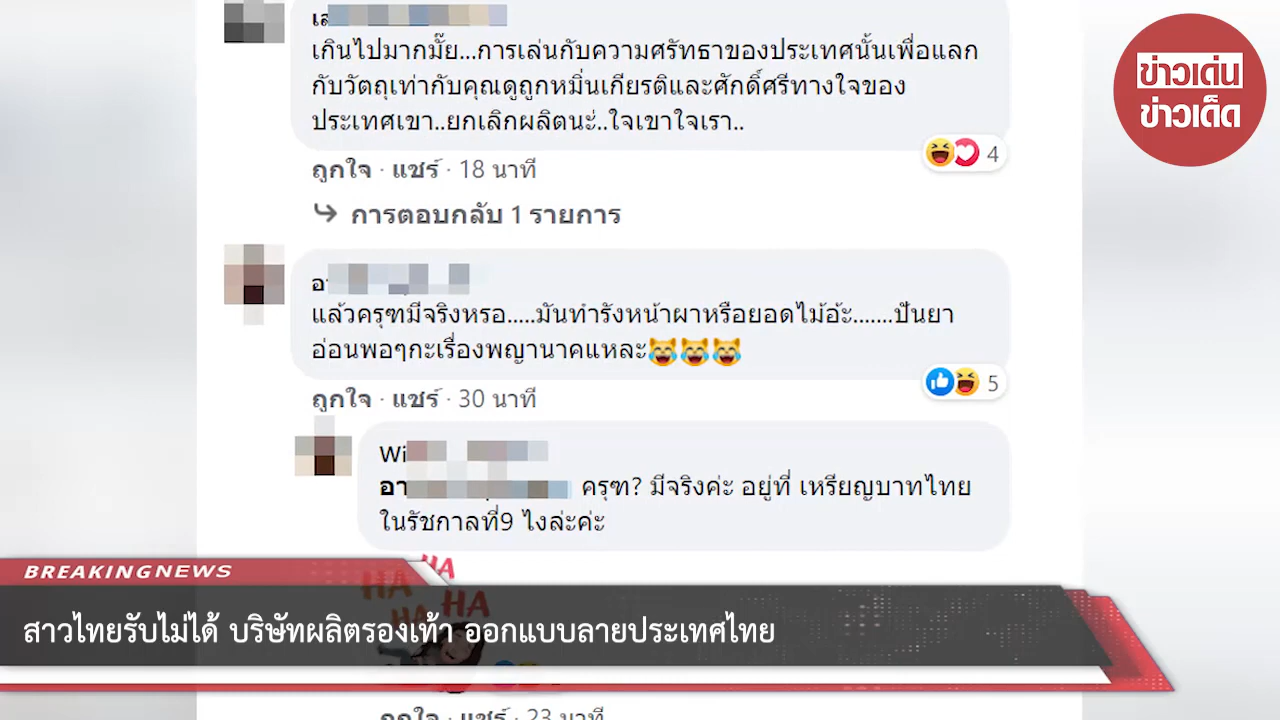 ข่าวเด่น
ข่าวเด็ด
เกินไปมากมั๊ย...การเล่นกับความศรัทธาของประเทศนั้นเพื่อแลก
กับวัตถุเท่ากับคุณดูถูกหมิ่นเกียรติและศักดิ์ศรีทางใจของ
ประเทศเขา..ยกเลิกผลิตนะ่..ใจเขาใจเรา..
4
ถูกใจ · แชร์ · 18 นาที
การตอบกลับ 1 รายการ
อา
แล้วครุฑมีจริงหรอ.....มันทำรังหน้าผาหรือยอดไม้อ้ะ.......ปันยา
อ่อนพอๆกะเรื่องพญานาคแหละ😹😹😹
5
ถูกใจ · แชร์ · 30 นาที
Wi
อา ครุฑ? มีจริงค่ะ อยู่ที่ เหรียญบาทไทย
ในรัชกาลที่9 ไงล่ะค่ะ
HA
HA
HA
HA
BREAKINGNEWS
สาวไทยรับไม่ได้ บริษัทผลิตรองเท้า ออกแบบลายประเทศไทย
ถูกใจ · แชร์ · 23 นาที